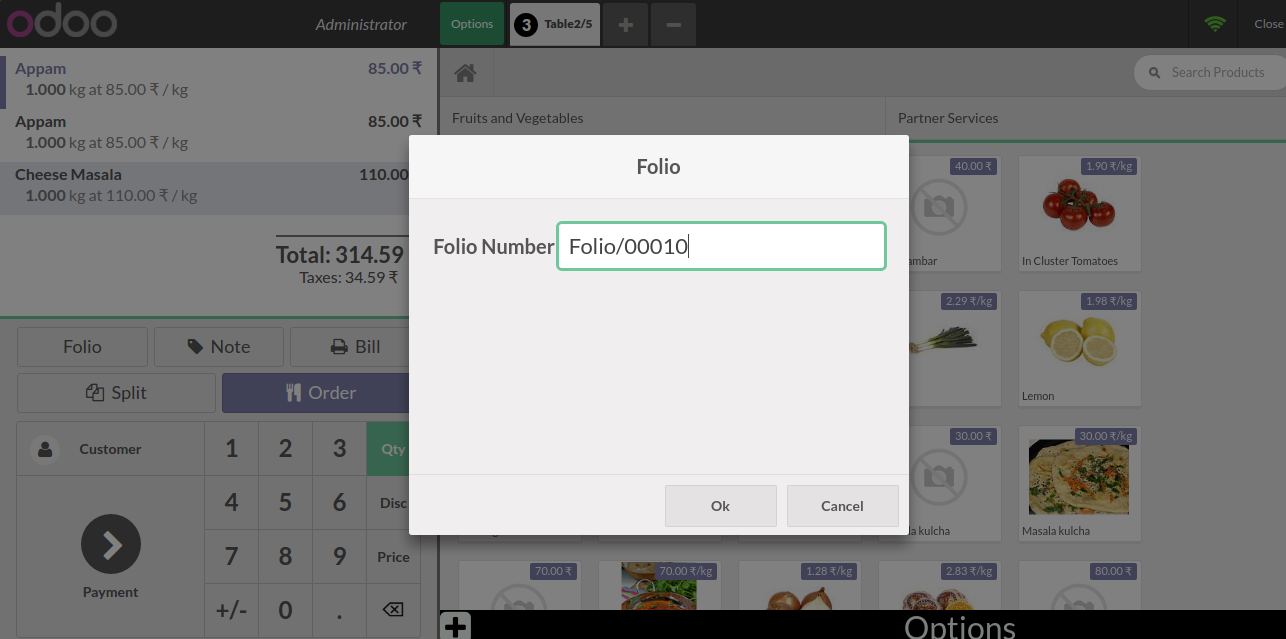 odoo
Administrator
Options
3 Table2/5
Close
Appam 85.00 ₹
1.000 kg at 85.00 ₹ / kg
Appam 85.00 ₹
1.000 kg at 85.00 ₹ / kg
Cheese Masala 110.00
1.000 kg at 110.00 ₹ / kg
Total: 314.59
Taxes: 34.59 ₹
Folio Note Bill
Split Order
Customer 1 2 3 Qty
4 5 6 Disc
7 8 9 Price
+/- 0 .
Payment
Search Products
Fruits and Vegetables Partner Services
Folio
Folio Number Folio/00010
Ok Cancel
40.00 ₹ 1.90 ₹/kg
In Cluster Tomatoes
2.29 ₹/kg 1.98 ₹/kg
Lemon
30.00 ₹ 30.00 ₹/kg
kulcha Masala kulcha
70.00 ₹ 70.00 ₹/kg 1.28 ₹/kg 2.83 ₹/kg 80.00 ₹
Options